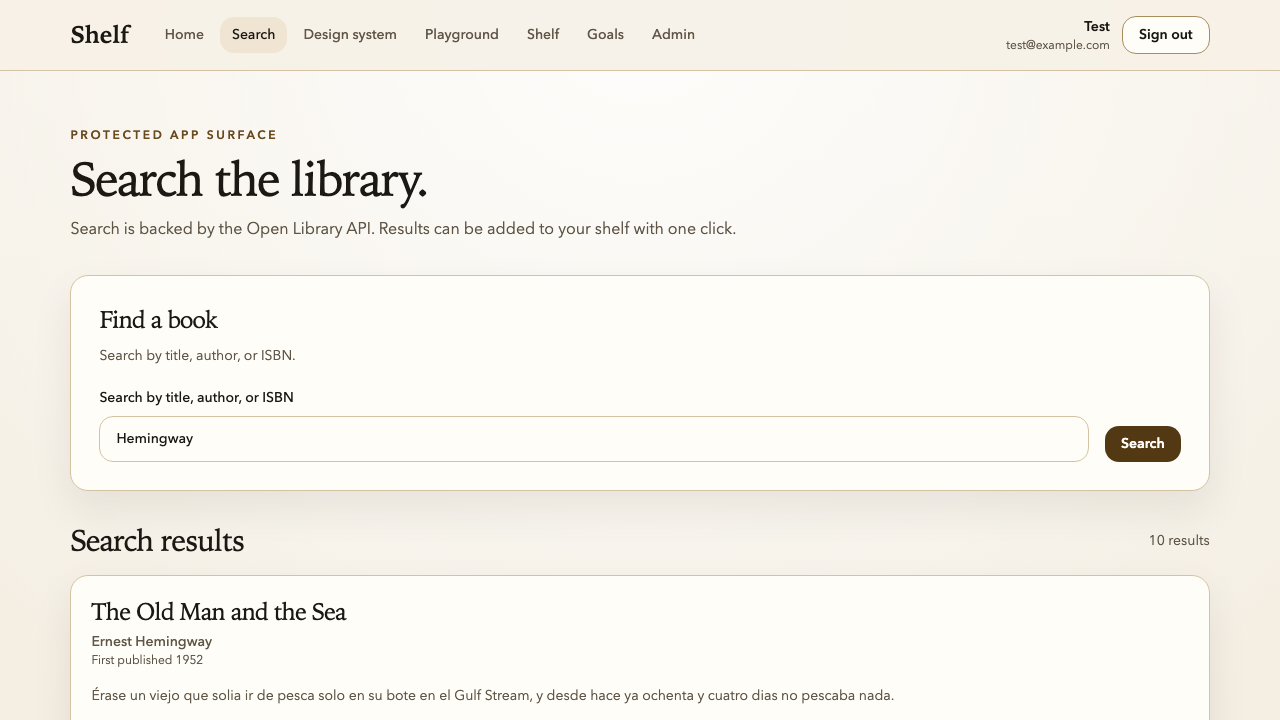 Shelf
Home
Search
Design system
Playground
Shelf
Goals
Admin
Test
test@example.com
Sign out
PROTECTED APP SURFACE
Search the library.
Search is backed by the Open Library API. Results can be added to your shelf with one click.
Find a book
Search by title, author, or ISBN.
Search by title, author, or ISBN
Hemingway
Search
Search results
10 results
The Old Man and the Sea
Ernest Hemingway
First published 1952
Érase un viejo que solia ir de pesca solo en su bote en el Gulf Stream, y desde hace ya ochenta y cuatro dias no pescaba nada.